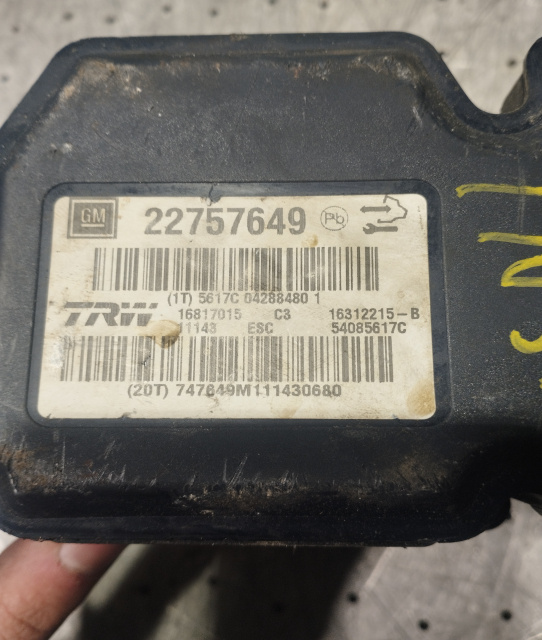 GM 22757649 Pb
(1T) 5617C 04288480 1
TRW 16817015 C3 16312215-B
11143 ESC 54085617C
(20T) 747649M111430680